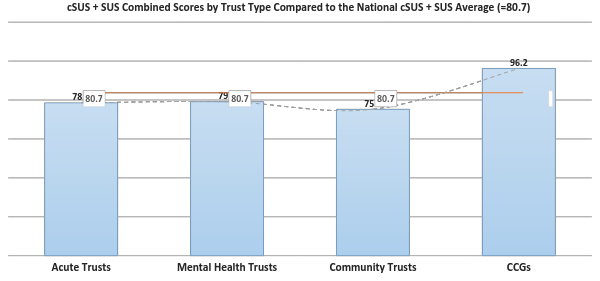 cSUS + SUS Combined Scores by Trust Type Compared to the National cSUS + SUS Average (=80.7)
96.2
78 80.7 79 80.7 80.7
75
Acute Trusts Mental Health Trusts Community Trusts CCGs